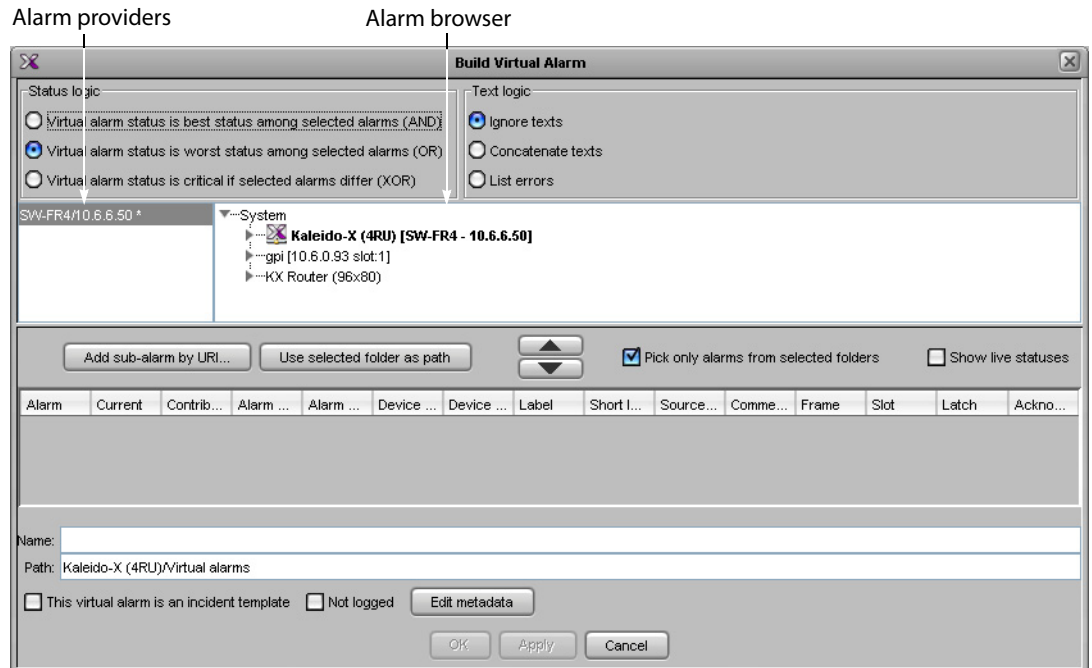 Alarm providers
Alarm browser
Build Virtual Alarm
Status logic
Virtual alarm status is best status among selected alarms (AND)
Virtual alarm status is worst status among selected alarms (OR)
Virtual alarm status is critical if selected alarms differ (XOR)
Text logic
Ignore texts
Concatenate texts
List errors
SW-FR4/10.6.6.50 *
System
Kaleido-X (4RU) [SW-FR4 - 10.6.6.50]
gpi [10.6.0.93 slot:1]
KX Router (96x80)
Add sub-alarm by URI... Use selected folder as path Pick only alarms from selected folders Show live statuses
Alarm Current Contrib... Alarm ... Alarm ... Device ... Device ... Label Short l... Source... Comme... Frame Slot Latch Ackno...
Name:
Path: Kaleido-X (4RU)/Virtual alarms
This virtual alarm is an incident template Not logged Edit metadata
OK Apply Cancel